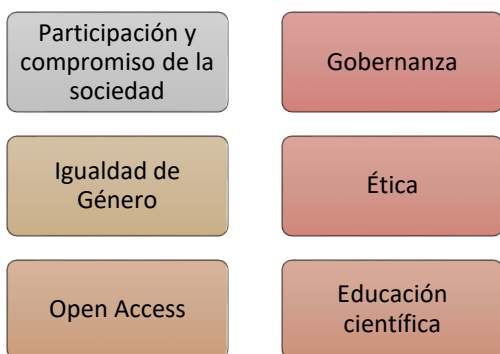 Participación y
compromiso de la
sociedad
Gobernanza
Igualdad de
Género
Ética
Open Access
Educación
científica